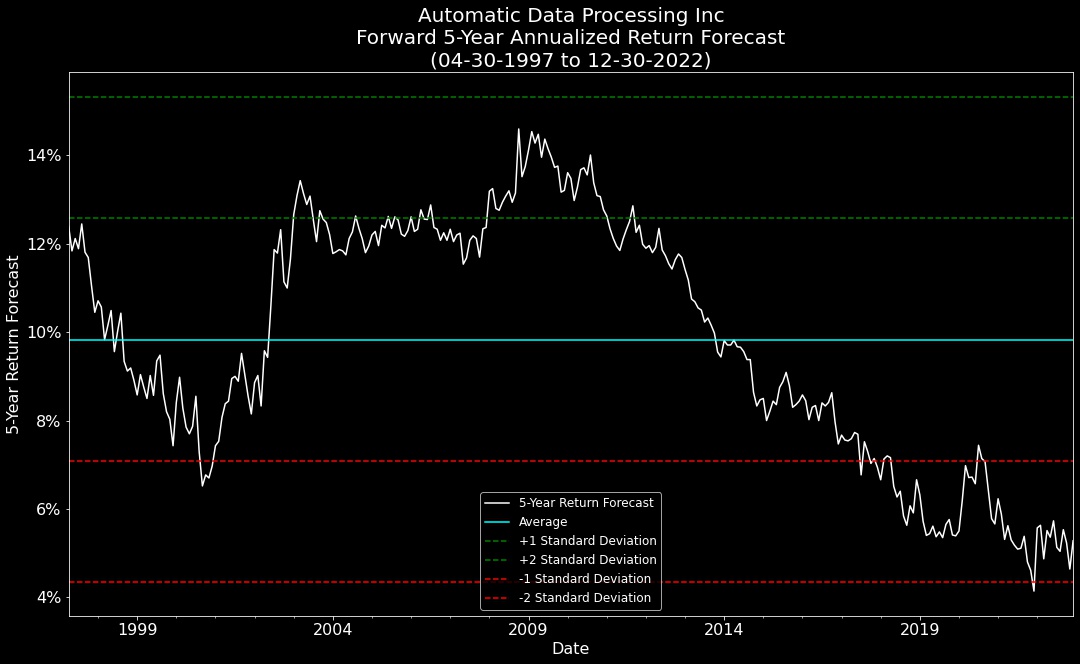 Automatic Data Processing Inc
Forward 5-Year Annualized Return Forecast
(04-30-1997 to 12-30-2022)
5-Year Return Forecast
14%
12%
10%
8%
6%
4%
5-Year Return Forecast
Average
+1 Standard Deviation
+2 Standard Deviation
-1 Standard Deviation
-2 Standard Deviation
1999
2004
2009
2014
2019
Date